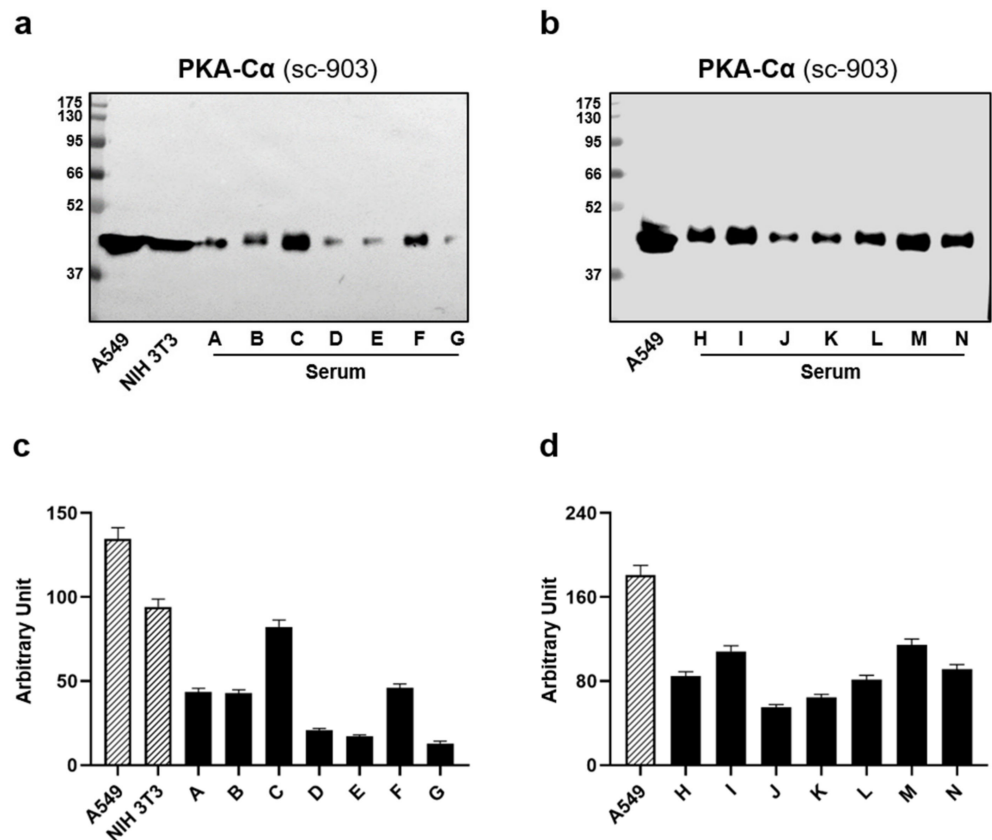 a
PKA-Cα (sc-903)
175
130
95
66
52
37
A549
NIH 3T3
A B C D E F G
Serum
b
PKA-Cα (sc-903)
175
130
95
66
52
37
A549
H I J K L M N
Serum
c
150
100
50
0
Arbitrary Unit
A549
NIH 3T3
A
B
C
D
E
F
G
d
240
160
80
0
Arbitrary Unit
A549
H
I
J
K
L
M
N